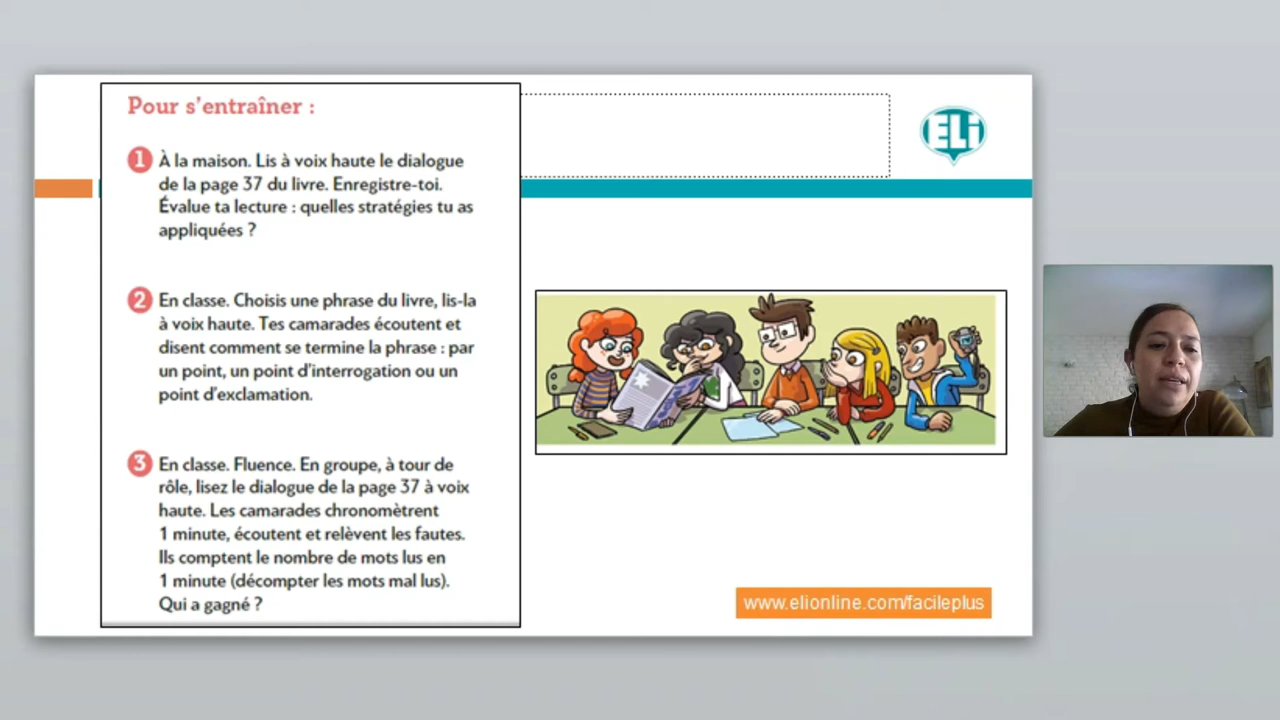 Pour s'entraîner :
1 À la maison. Lis à voix haute le dialogue
de la page 37 du livre. Enregistre-toi.
Évalue ta lecture : quelles stratégies tu as
appliquées ?
2 En classe. Choisis une phrase du livre, lis-la
à voix haute. Tes camarades écoutent et
disent comment se termine la phrase : par
un point, un point d'interrogation ou un
point d'exclamation.
3 En classe. Fluence. En groupe, à tour de
rôle, lisez le dialogue de la page 37 à voix
haute. Les camarades chronomètrent
1 minute, écoutent et relèvent les fautes.
Ils comptent le nombre de mots lus en
1 minute (décompter les mots mal lus).
Qui a gagné ?
ELi
www.elionline.com/facileplus